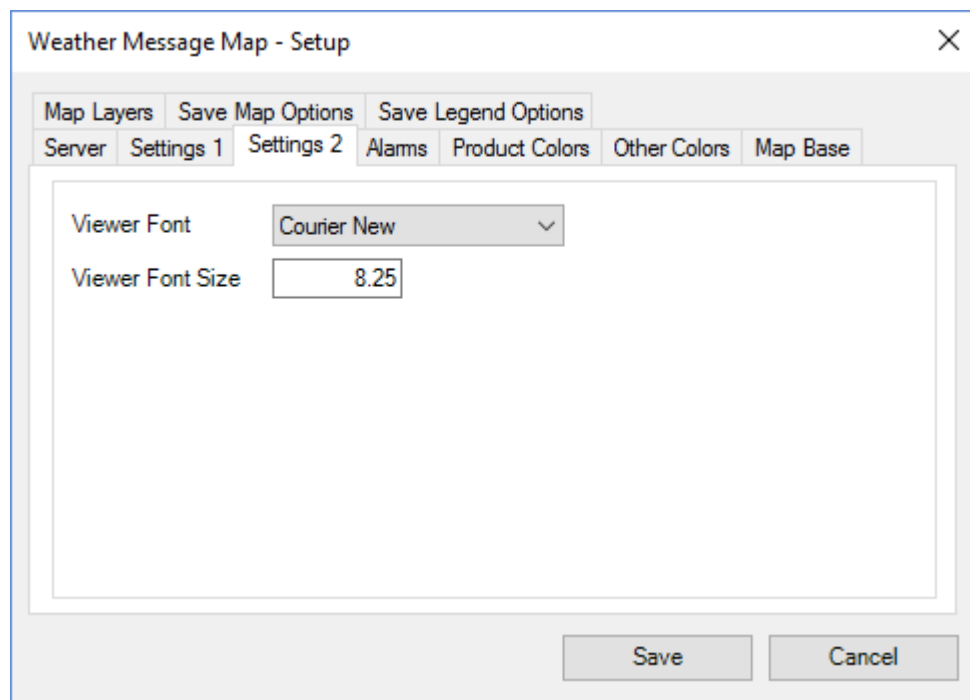 Weather Message Map - Setup
Map Layers Save Map Options Save Legend Options
Server Settings 1 Settings 2 Alarms Product Colors Other Colors Map Base
Viewer Font Courier New
Viewer Font Size 8.25
Save Cancel